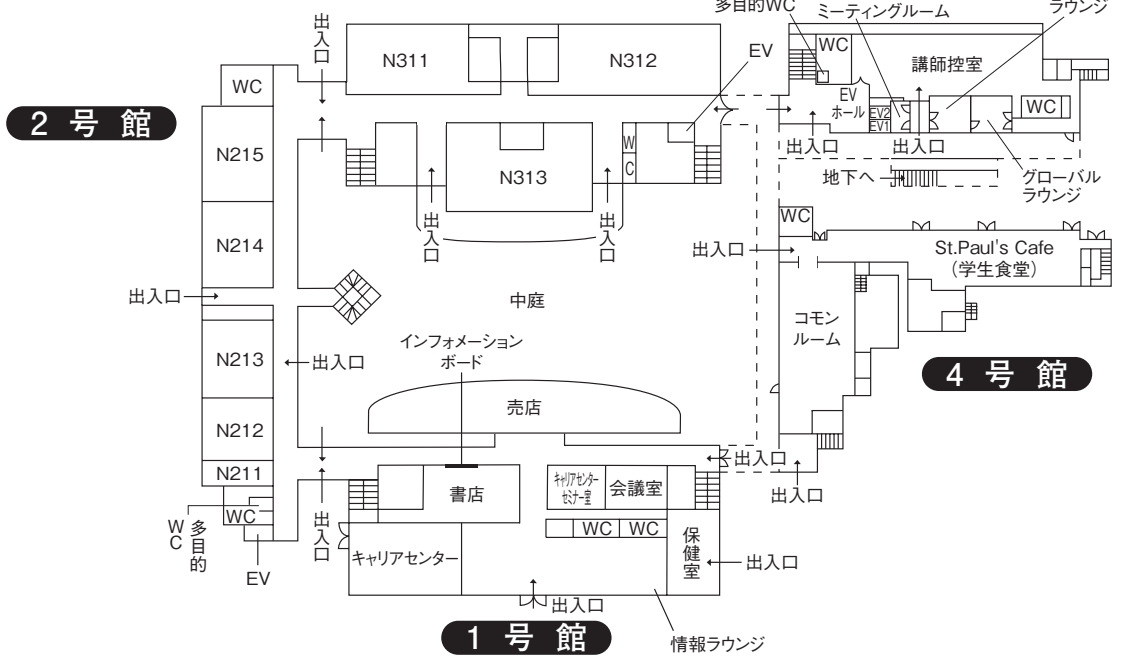 多目的WC
ミーティングルーム
ラウンジ
出入口
N311
N312
EV
WC
講師控室
WC
2 号 館
EV
ホール
EV2
EV1
WC
N215
W
C
N313
出入口
出入口
地下へ
グローバル
ラウンジ
出入口
出入口
WC
N214
出入口
St.Paul's Cafe
(学生食堂)
出入口
中庭
コモン
ルーム
インフォメーション
ボード
N213
出入口
4 号 館
売店
N212
出入口
N211
書店
キャリアセンター
セミナー室
会議室
出入口
WC
多目的
WC
出入口
WC
WC
保健室
キャリアセンター
出入口
EV
出入口
1 号 館
情報ラウンジ